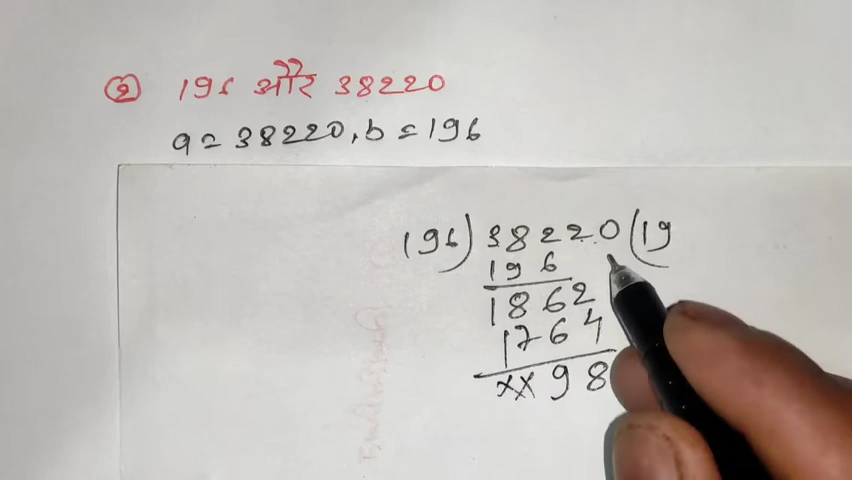 ② 196 और 38220
a = 38220, b = 196
196) 38220 (19
196
1862
1764
xx98